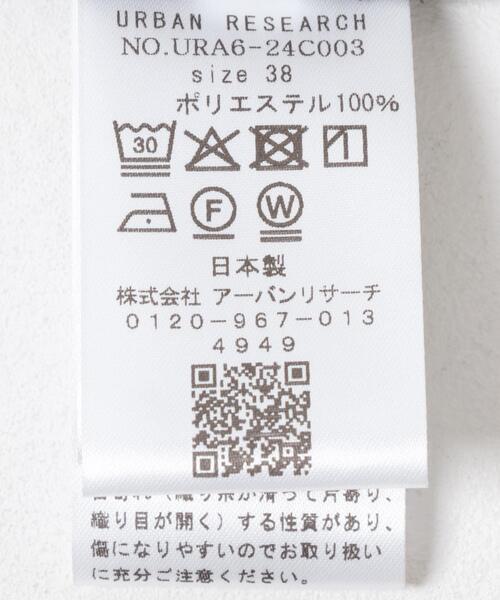 URBAN RESEARCH
NO.URA6-24C003
size 38
ポリエステル100%
30
F W
日本製
株式会社 アーバンリサーチ
0120-967-013
4949
織り目が開く）する性質があり、
傷になりやすいのでお取り扱い
に充分ご注意ください。